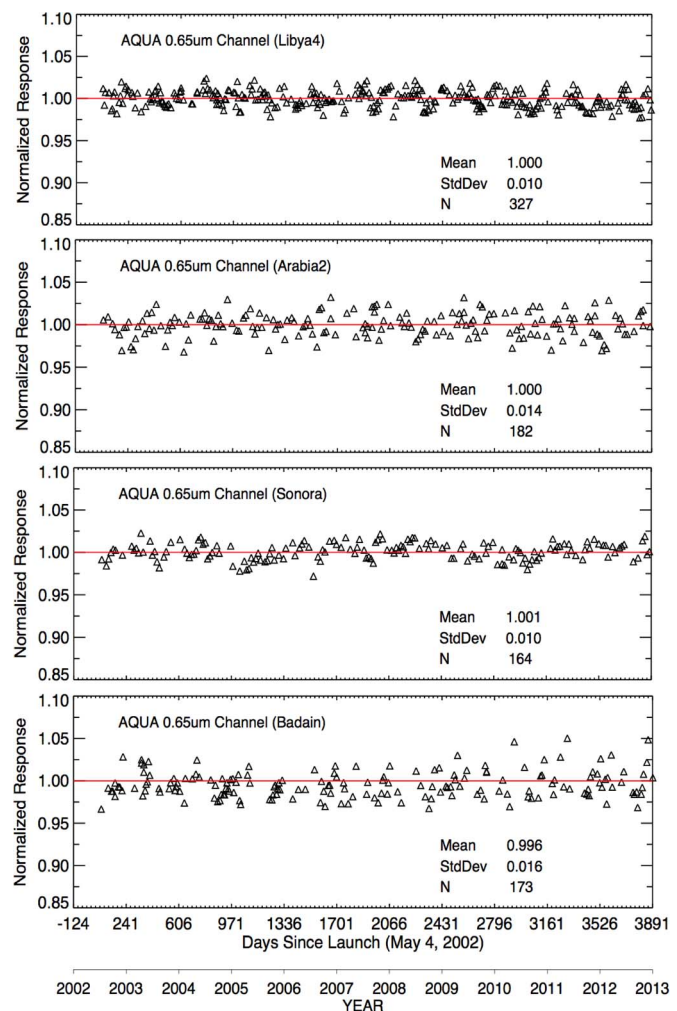 1.10
AQUA 0.65um Channel (Libya4)
1.05
1.00
0.95
0.90
0.85
Normalized Response
Mean 1.000
StdDev 0.010
N 327
1.10
AQUA 0.65um Channel (Arabia2)
1.05
1.00
0.95
0.90
0.85
Normalized Response
Mean 1.000
StdDev 0.014
N 182
1.10
AQUA 0.65um Channel (Sonora)
1.05
1.00
0.95
0.90
0.85
Normalized Response
Mean 1.001
StdDev 0.010
N 164
1.10
AQUA 0.65um Channel (Badain)
1.05
1.00
0.95
0.90
0.85
Normalized Response
Mean 0.996
StdDev 0.016
N 173
-124 241 606 971 1336 1701 2066 2431 2796 3161 3526 3891
Days Since Launch (May 4, 2002)
2002 2003 2004 2005 2006 2007 2008 2009 2010 2011 2012 2013
YEAR